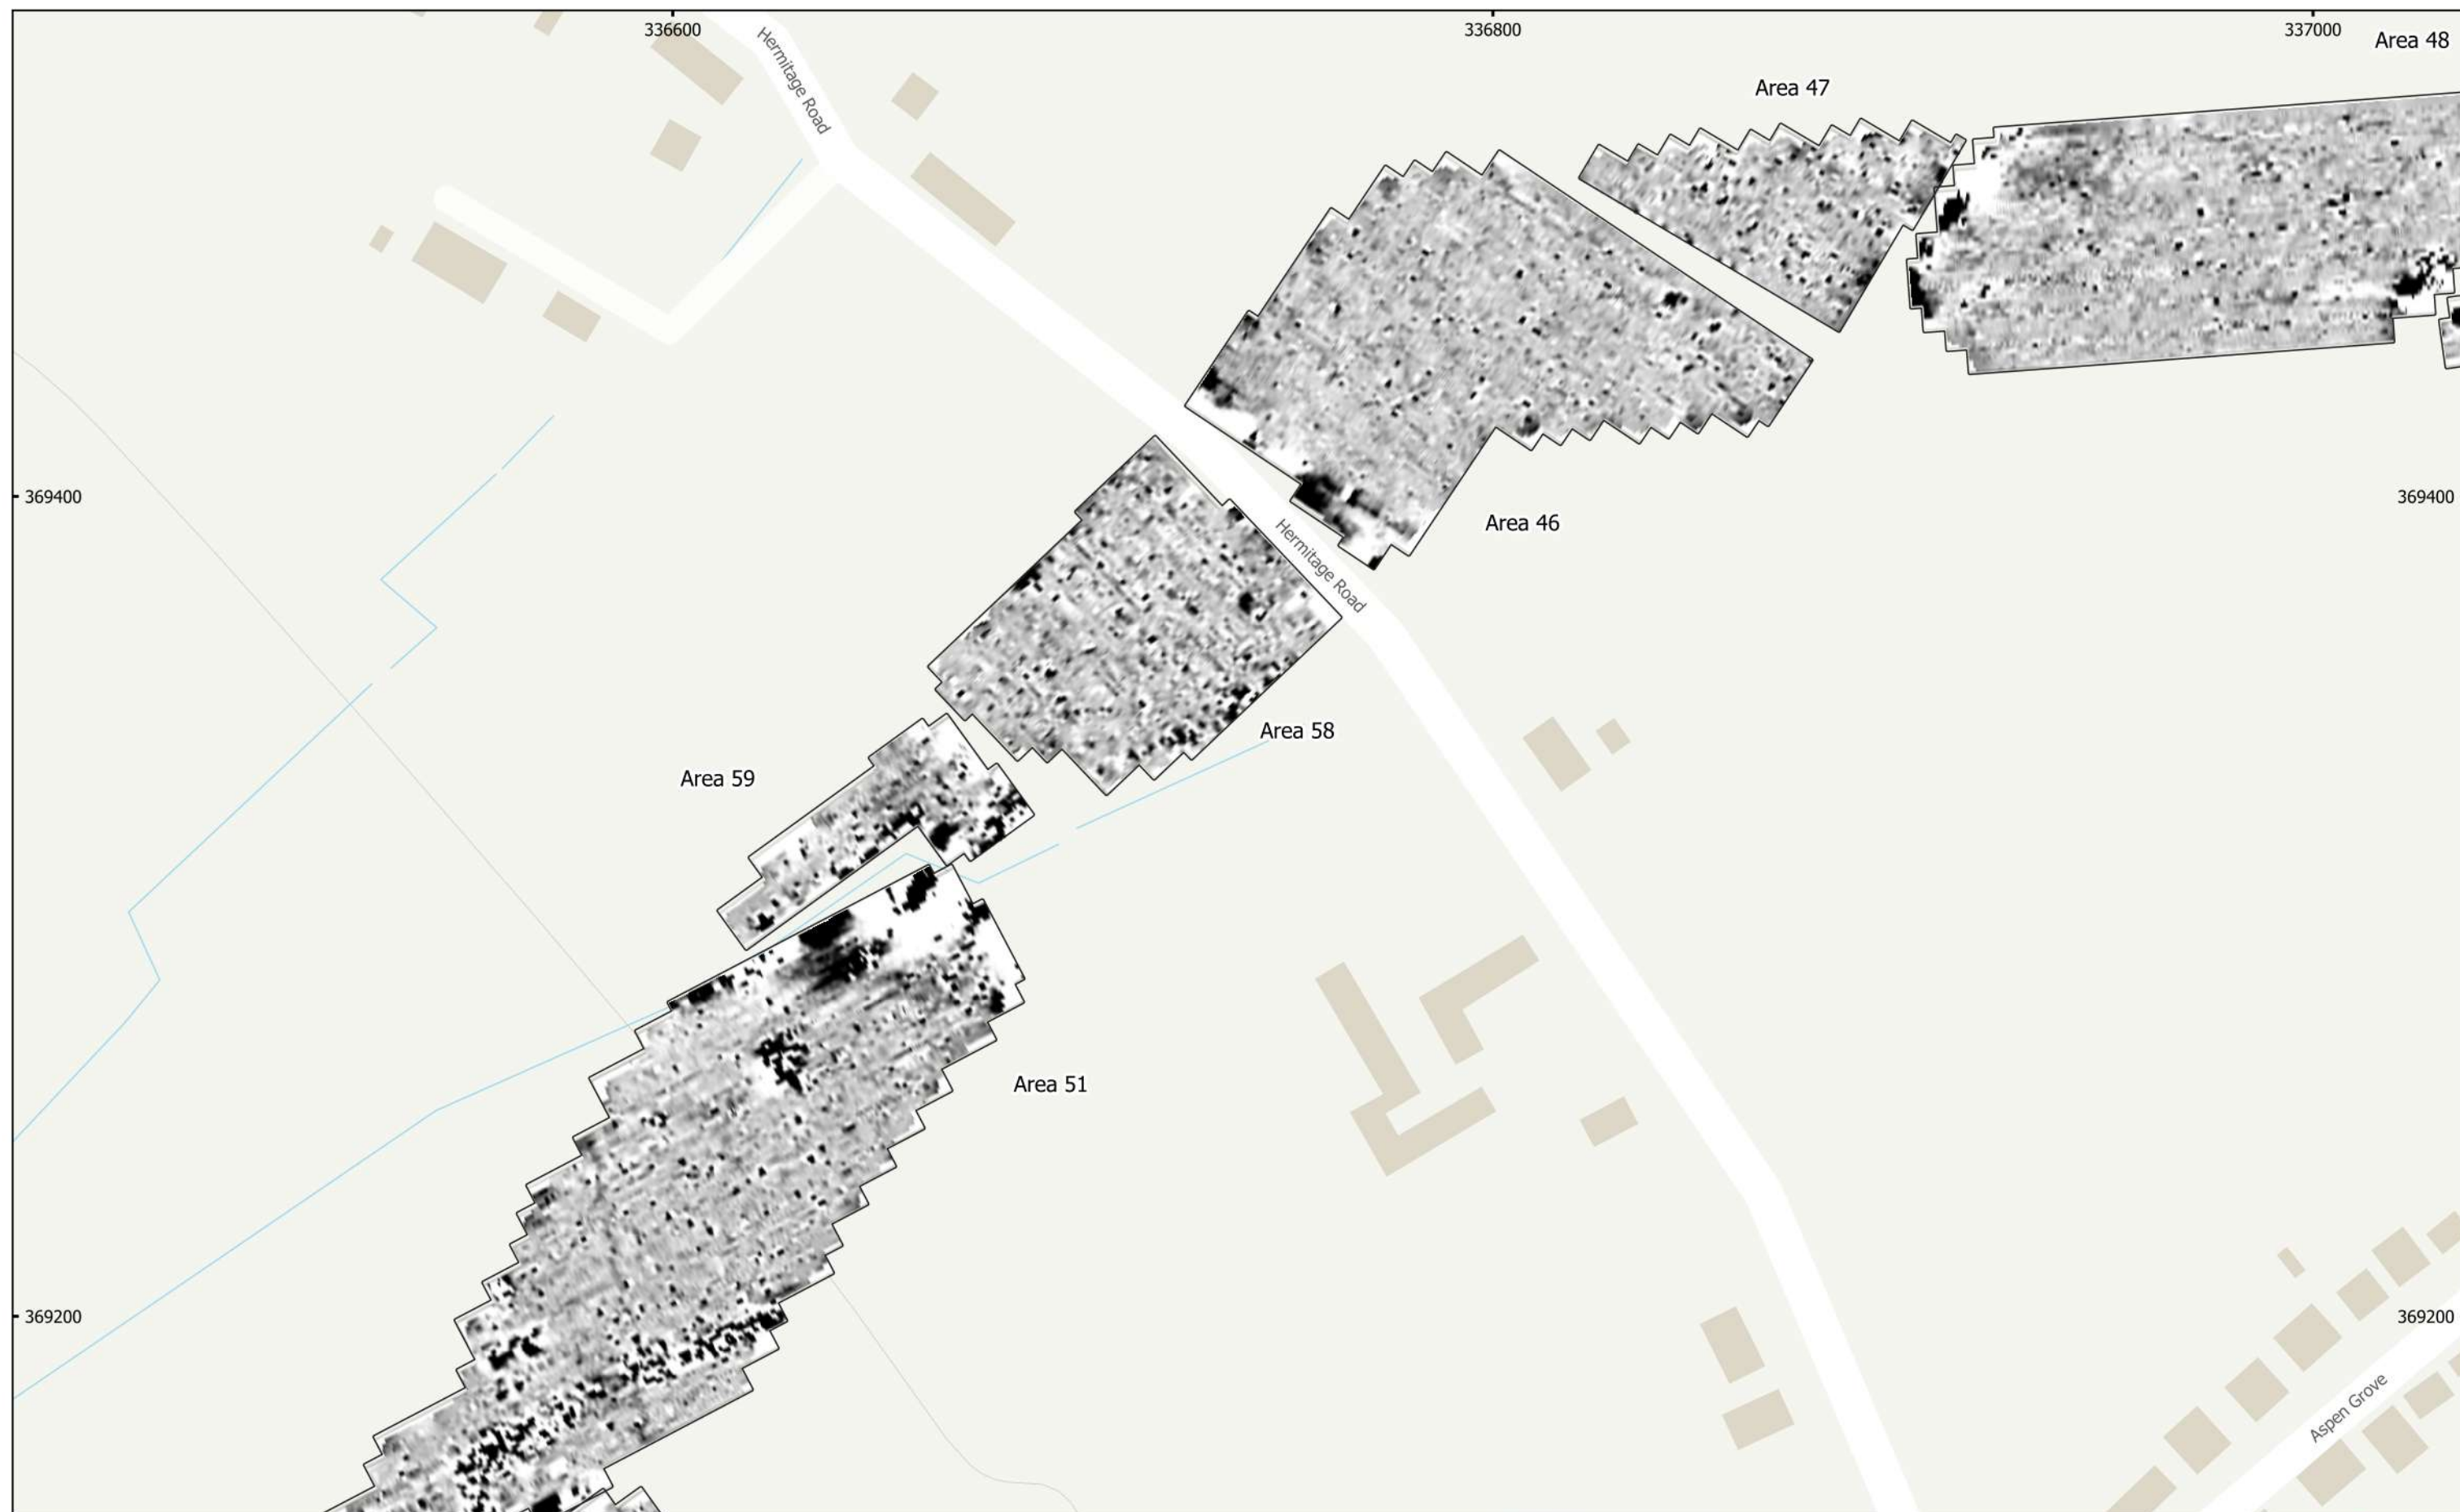 336600
336800
337000
Area 48
Hermitage Road
Area 47
369400
369400
Area 46
Hermitage Road
Area 58
Area 59
Area 51
369200
369200
Aspen Grove